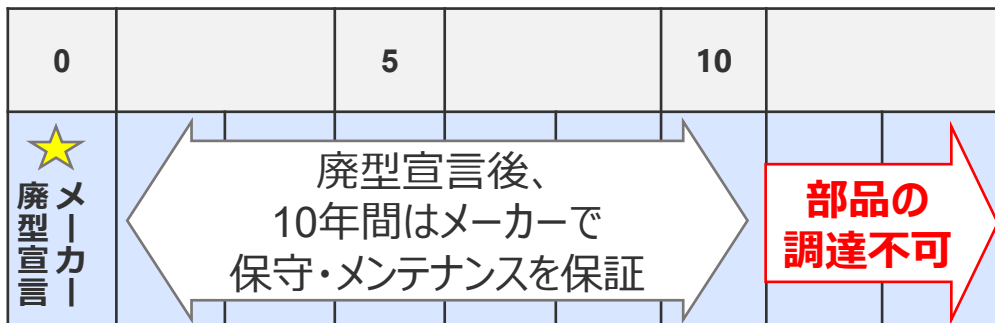 0
5
10
メーカー
廃型宣言
廃型宣言後、
10年間はメーカーで
保守・メンテナンスを保証
部品の
調達不可